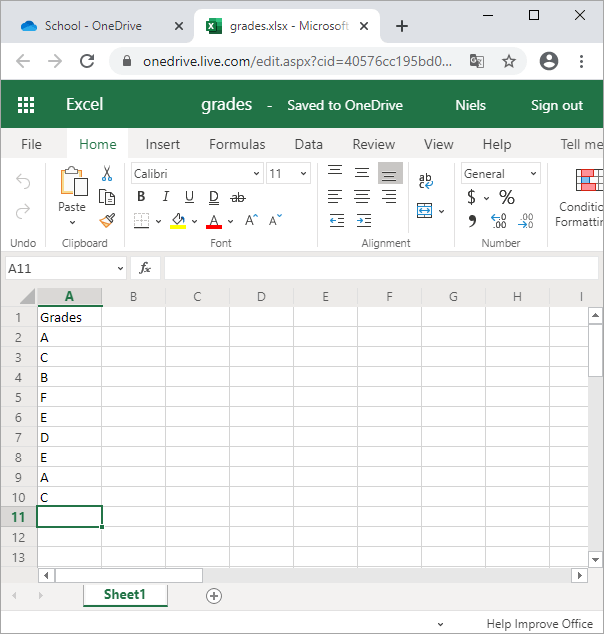 School - OneDrive
grades.xlsx - Microsoft
onedrive.live.com/edit.aspx?cid=40576cc195bd0...
Excel grades - Saved to OneDrive Niels Sign out
File Home Insert Formulas Data Review View Help Tell me
Calibri 11 General
Paste
B I U D ab
ab
$ %
A A A
Conditio
Formattin
Undo Clipboard Font Alignment Number
A11 fx
A B C D E F G H I
1 Grades
2 A
3 C
4 B
5 F
6 E
7 D
8 E
9 A
10 C
11
12
13
Sheet1
Help Improve Office